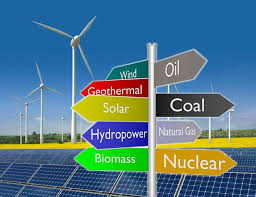 Wind
Oil
Geothermal
Solar
Coal
Hydropower
Natural Gas
Biomass
Nuclear